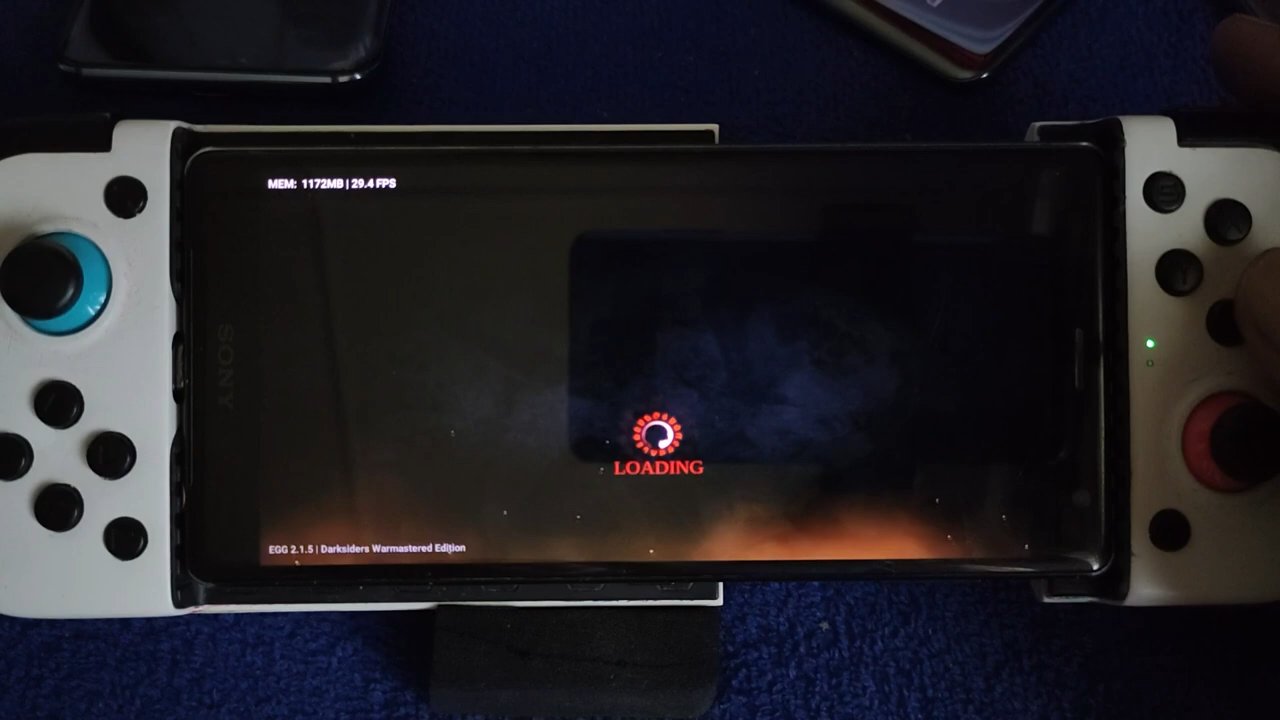 MEM: 1172MB | 29.4 FPS
SONY
LOADING
EGG 2.1.5 | Darksiders Warmastered Edition